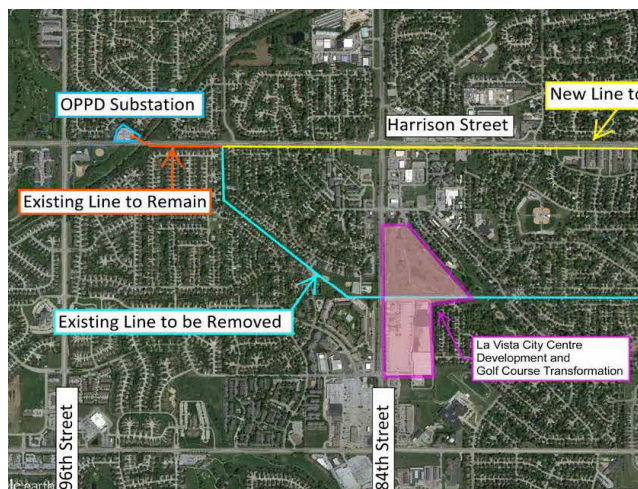 OPPD Substation
New Line to
Harrison Street
Existing Line to Remain
Existing Line to be Removed
La Vista City Centre
Development and
Golf Course Transformation
96th Street
84th Street
earth